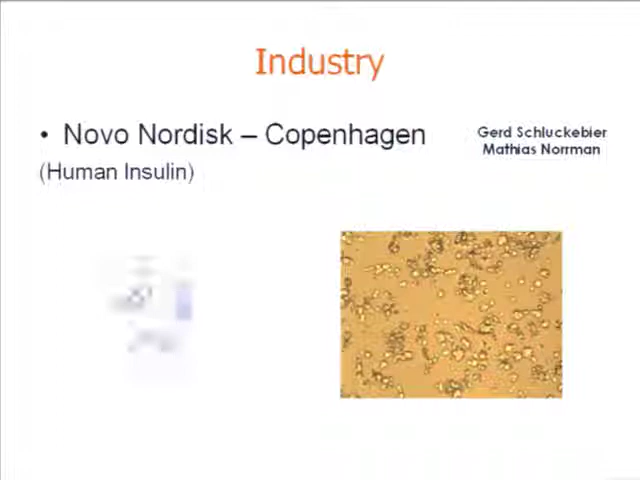 Industry
• Novo Nordisk – Copenhagen
Gerd Schluckebier
Mathias Norrman
(Human Insulin)